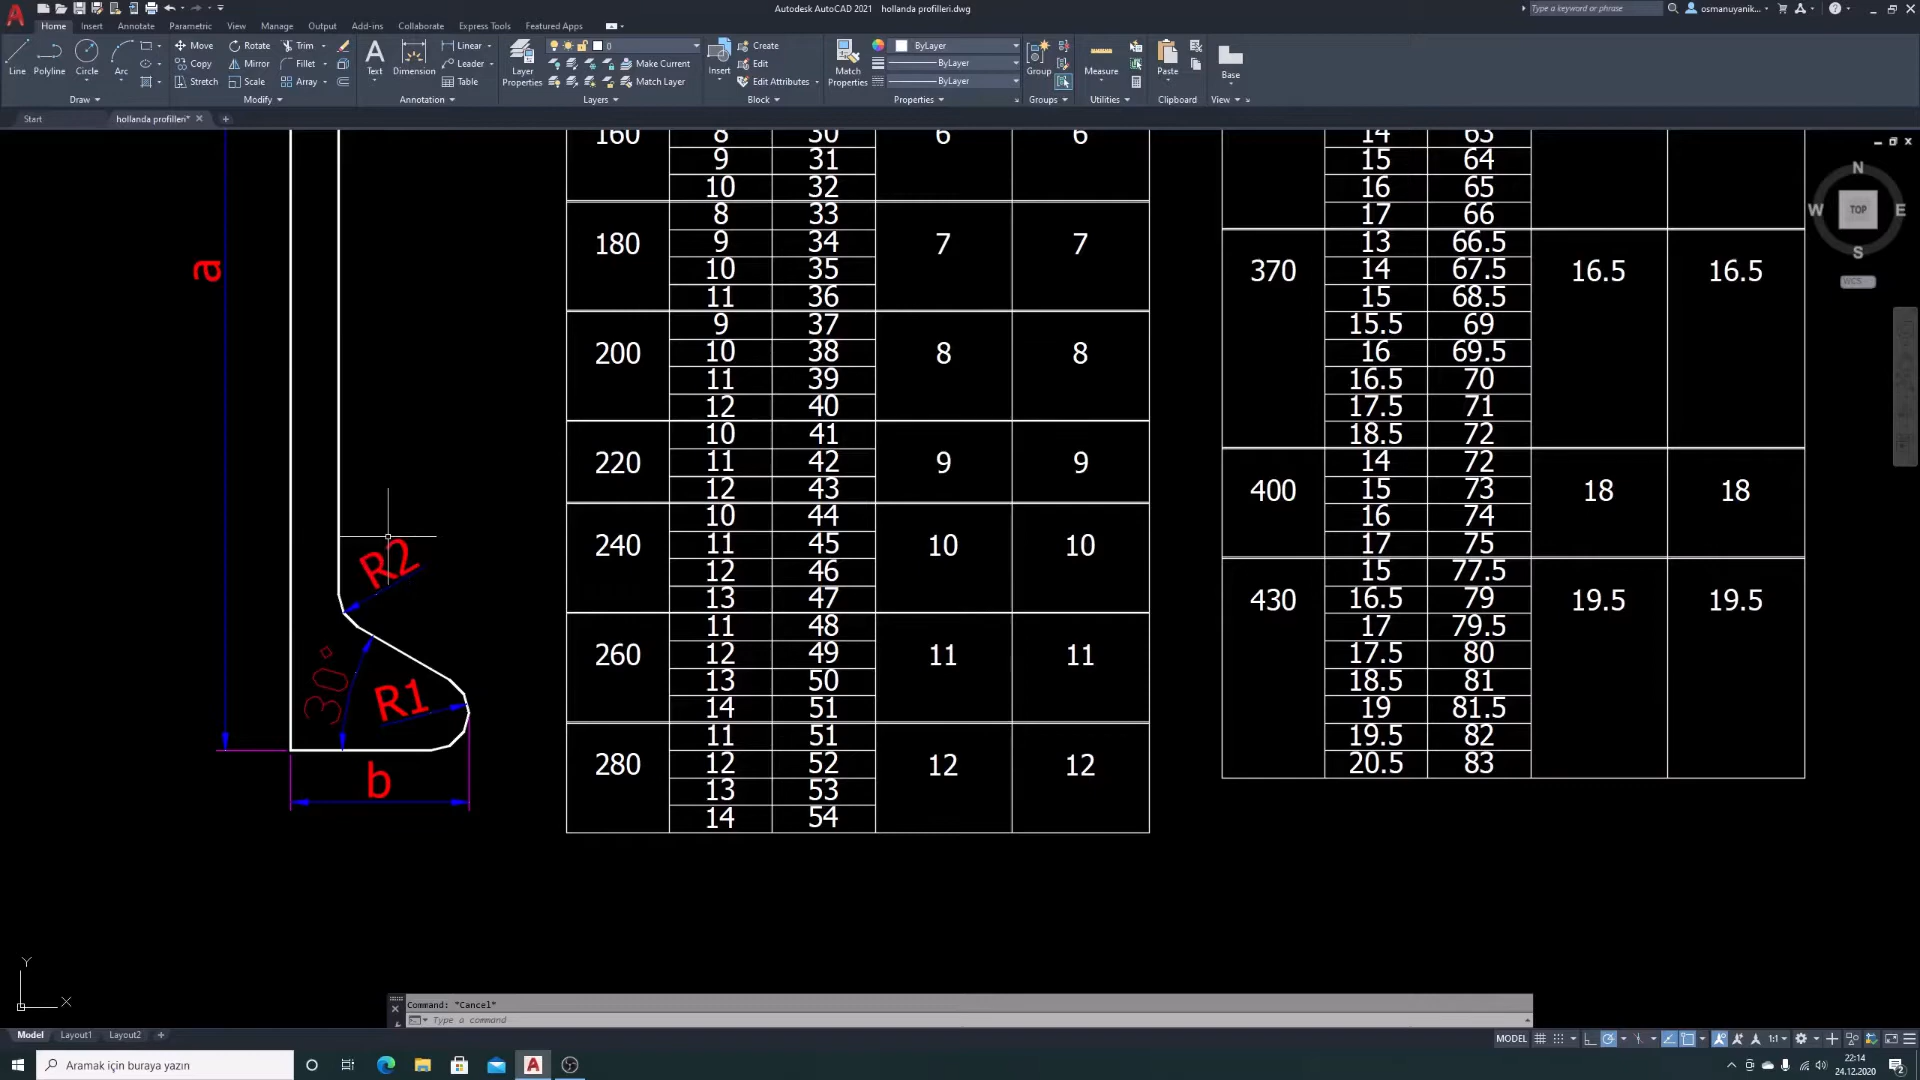 Autodesk AutoCAD 2021 hollanda profilleri.dwg
Type a keyword or phrase
osmanuyanik...
Home Insert Annotate Parametric View Manage Output Add-ins Collaborate Express Tools Featured Apps
Line Polyline Circle Arc
Move Rotate Trim
Copy Mirror Fillet
Stretch Scale Array
Text Dimension
Linear
Leader
Table
Layer Properties
0
Make Current
Match Layer
Insert
Create
Edit
Edit Attributes
Match Properties
ByLayer
ByLayer
ByLayer
Group
Measure
Paste
Base
Draw Modify Annotation Layers Block Properties Groups Utilities Clipboard View
Start hollanda profilleri*
a
R2
30°
R1
b
160 8 30 6 6
9 31
10 32
180 8 33 7 7
9 34
10 35
11 36
200 9 37 8 8
10 38
11 39
12 40
220 10 41 9 9
11 42
12 43
240 10 44 10 10
11 45
12 46
13 47
260 11 48 11 11
12 49
13 50
14 51
280 11 51 12 12
12 52
13 53
14 54
14 63
15 64
16 65
17 66
370 13 66.5 16.5 16.5
14 67.5
15 68.5
15.5 69
16 69.5
16.5 70
17.5 71
18.5 72
400 14 72 18 18
15 73
16 74
17 75
430 15 77.5 19.5 19.5
16.5 79
17 79.5
17.5 80
18.5 81
19 81.5
19.5 82
20.5 83
N
W TOP E
S
WCS
Y
X
Command: *Cancel*
Type a command
Model Layout1 Layout2
MODEL 1:1
Aramak için buraya yazın
22:14
24.12.2020
2